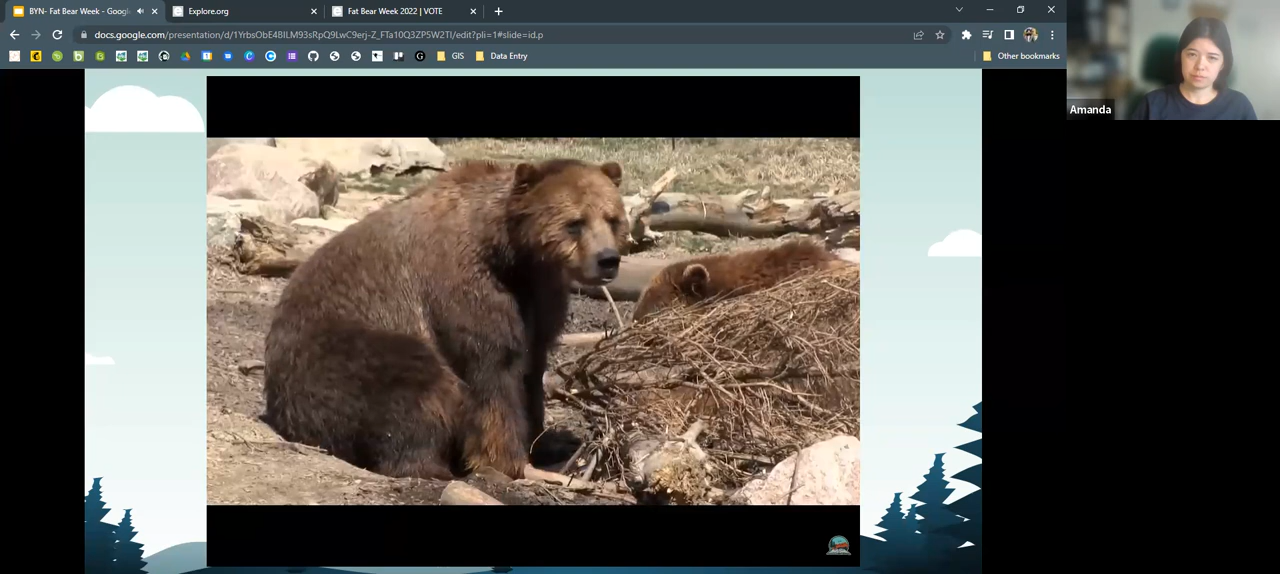 BYN- Fat Bear Week - Googl
Explore.org
Fat Bear Week 2022 | VOTE
docs.google.com/presentation/d/1YrbsObE4BILM93sRpQ9LwC9erj-Z_FTa10Q3ZP5W2TI/edit?pli=1#slide=id.p
GIS
Data Entry
Other bookmarks
Amanda